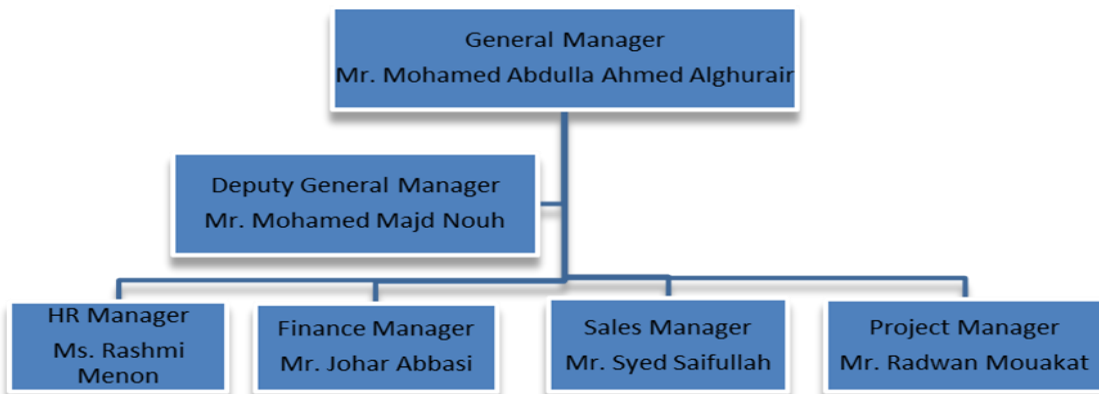 General Manager
Mr. Mohamed Abdulla Ahmed Alghurair
Deputy General Manager
Mr. Mohamed Majd Nouh
HR Manager
Ms. Rashmi
Menon
Finance Manager
Mr. Johar Abbasi
Sales Manager
Mr. Syed Saifullah
Project Manager
Mr. Radwan Mouakat